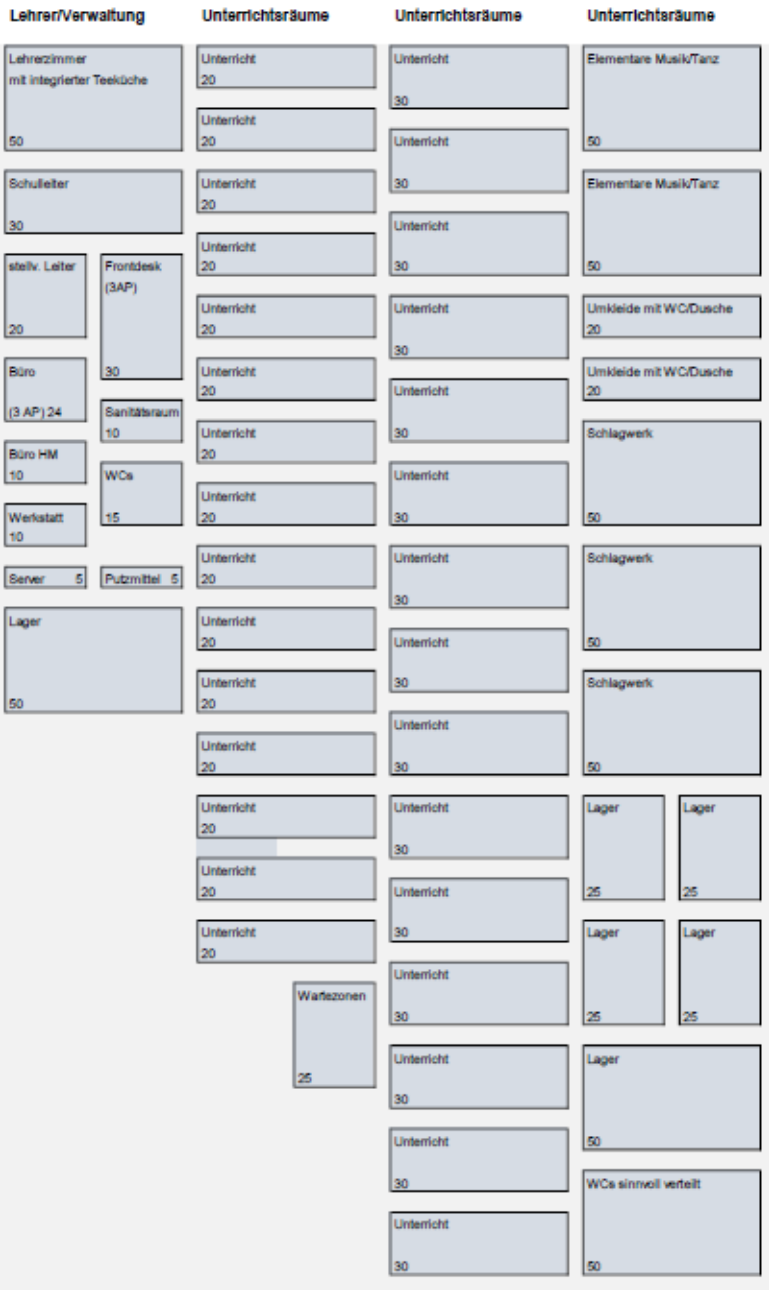 Lehrer/Verwaltung
Lehrerzimmer
mit integrierter Teeküche
50
Schulleiter
30
stellv. Leiter
20
Frontdesk
(3AP)
30
Büro
(3 AP) 24
Sanitätsraum
10
Büro HM
10
WCs
15
Werkstatt
10
Server 5
Putzmittel 5
Lager
50
Unterrichtsräume
Unterricht
20
Unterricht
20
Unterricht
20
Unterricht
20
Unterricht
20
Unterricht
20
Unterricht
20
Unterricht
20
Unterricht
20
Unterricht
20
Unterricht
20
Unterricht
20
Unterricht
20
Unterricht
20
Unterricht
20
Wartezonen
25
Unterrichtsräume
Unterricht
30
Unterricht
30
Unterricht
30
Unterricht
30
Unterricht
30
Unterricht
30
Unterricht
30
Unterricht
30
Unterricht
30
Unterricht
30
Unterricht
30
Unterricht
30
Unterricht
30
Unterricht
30
Unterricht
30
Unterrichtsräume
Elementare Musik/Tanz
50
Elementare Musik/Tanz
50
Umkleide mit WC/Dusche
20
Umkleide mit WC/Dusche
20
Schlagwerk
50
Schlagwerk
50
Schlagwerk
50
Lager
25
Lager
25
Lager
25
Lager
25
Lager
50
WCs sinnvoll verteilt
50